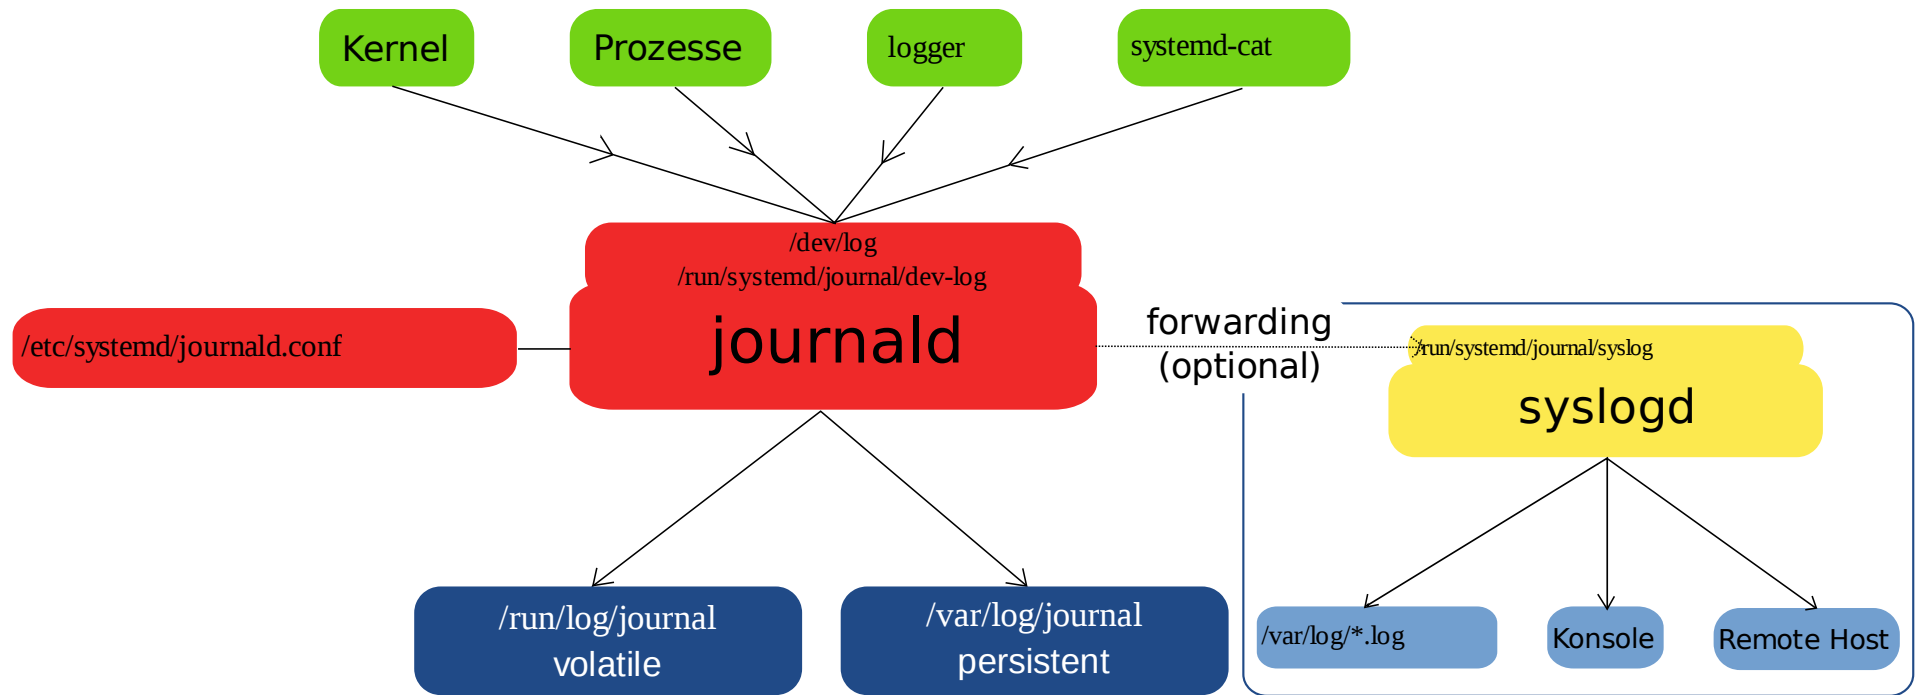 Kernel
Prozesse
logger
systemd-cat
/dev/log
/run/systemd/journal/dev-log
journald
/etc/systemd/journald.conf
forwarding
(optional)
/run/systemd/journal/syslog
syslogd
/run/log/journal
volatile
/var/log/journal
persistent
/var/log/*.log
Konsole
Remote Host